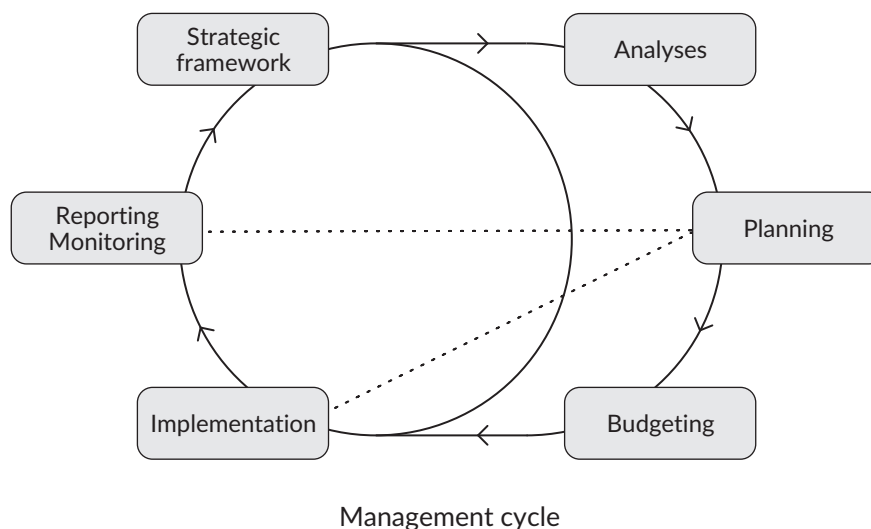 Strategic
framework
Analyses
Reporting
Monitoring
Planning
Implementation
Budgeting
Management cycle